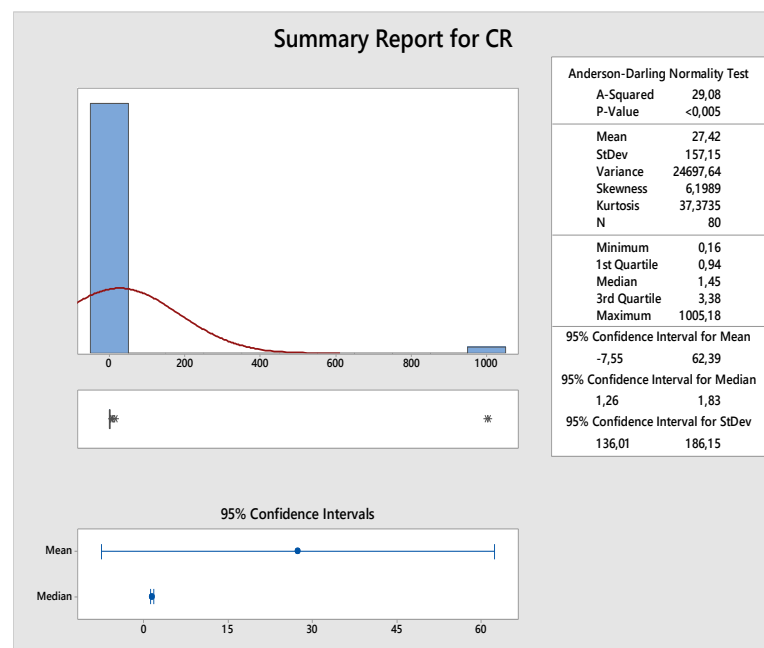 Summary Report for CR
Anderson-Darling Normality Test
A-Squared 29,08
P-Value <0,005
Mean 27,42
StDev 157,15
Variance 24697,64
Skewness 6,1989
Kurtosis 37,3735
N 80
Minimum 0,16
1st Quartile 0,94
Median 1,45
3rd Quartile 3,38
Maximum 1005,18
95% Confidence Interval for Mean
-7,55 62,39
95% Confidence Interval for Median
1,26 1,83
95% Confidence Interval for StDev
136,01 186,15
0 200 400 600 800 1000
95% Confidence Intervals
Mean
Median
0 15 30 45 60